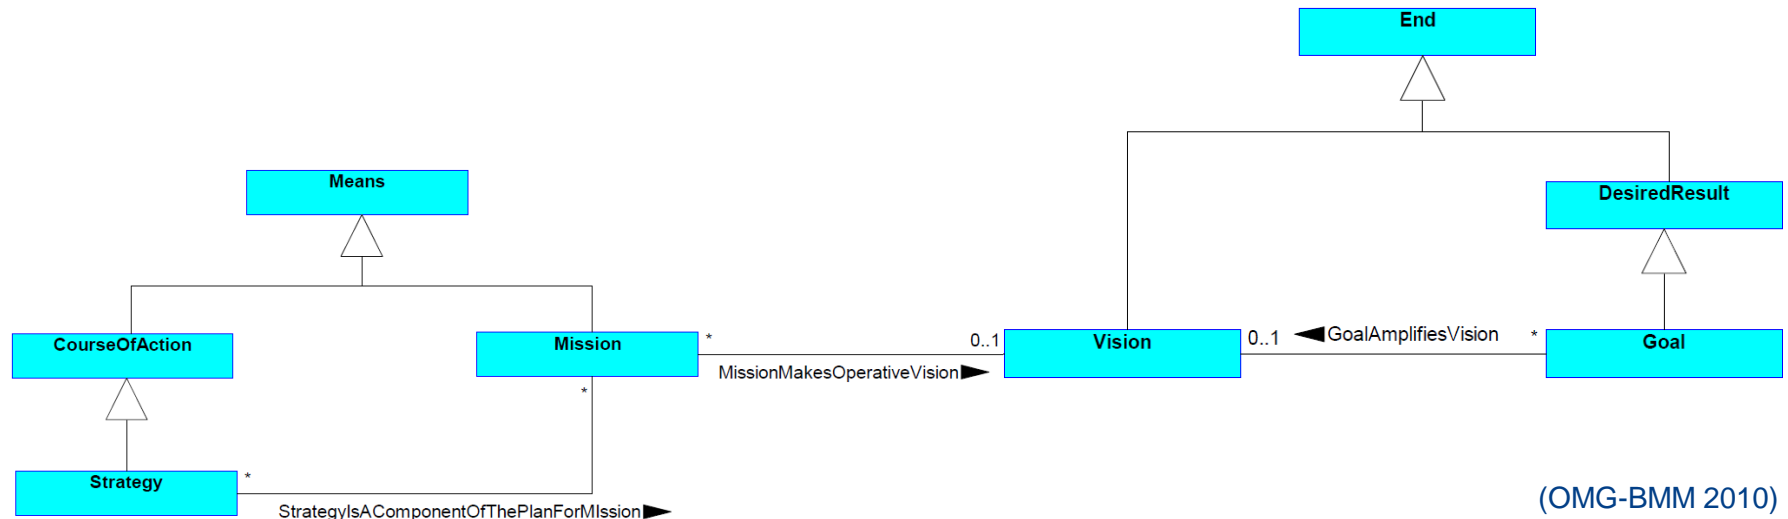 End
Means
DesiredResult
CourseOfAction
Mission
*
0..1
Vision
0..1
GoalAmplifiesVision
*
Goal
MissionMakesOperativeVision
*
Strategy
*
StrategyIsAComponentOfThePlanForMIssion
(OMG-BMM 2010)